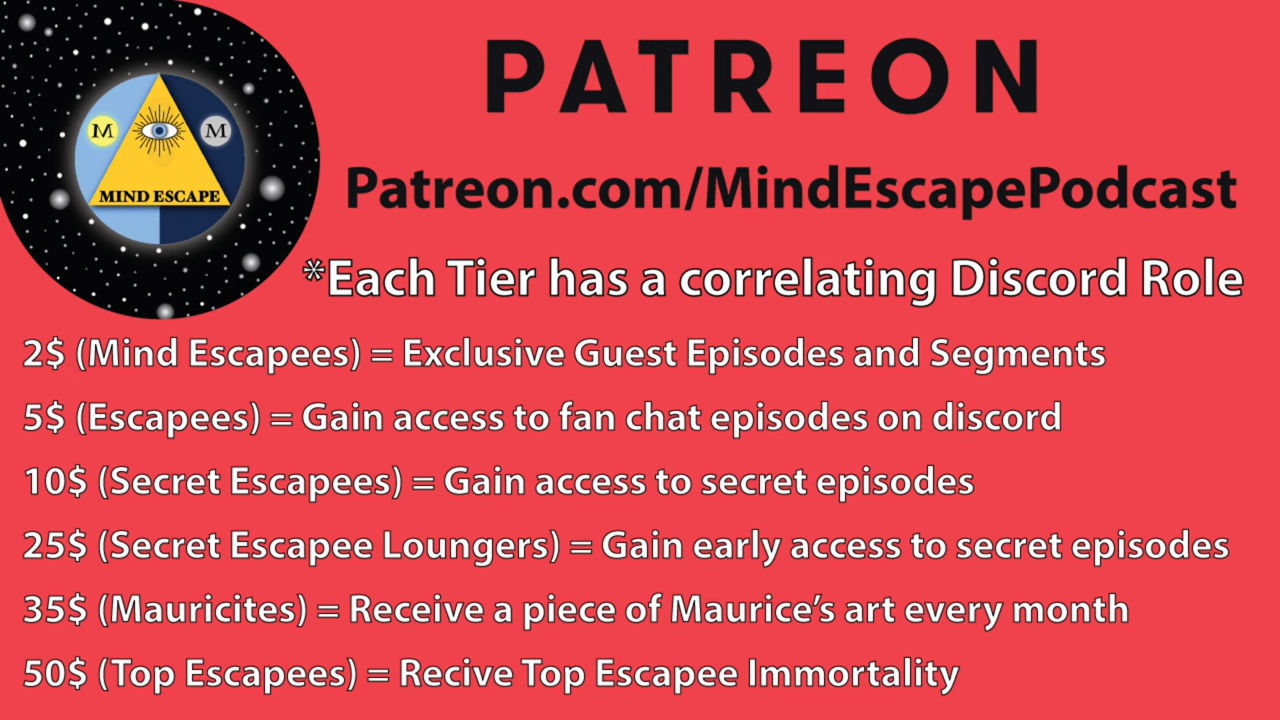 PATREON
Patreon.com/MindEscapePodcast
M
M
MIND ESCAPE
*Each Tier has a correlating Discord Role
2$ (Mind Escapees) = Exclusive Guest Episodes and Segments
5$ (Escapees) = Gain access to fan chat episodes on discord
10$ (Secret Escapees) = Gain access to secret episodes
25$ (Secret Escapee Loungers) = Gain early access to secret episodes
35$ (Mauricites) = Receive a piece of Maurice’s art every month
50$ (Top Escapees) = Recive Top Escapee Immortality